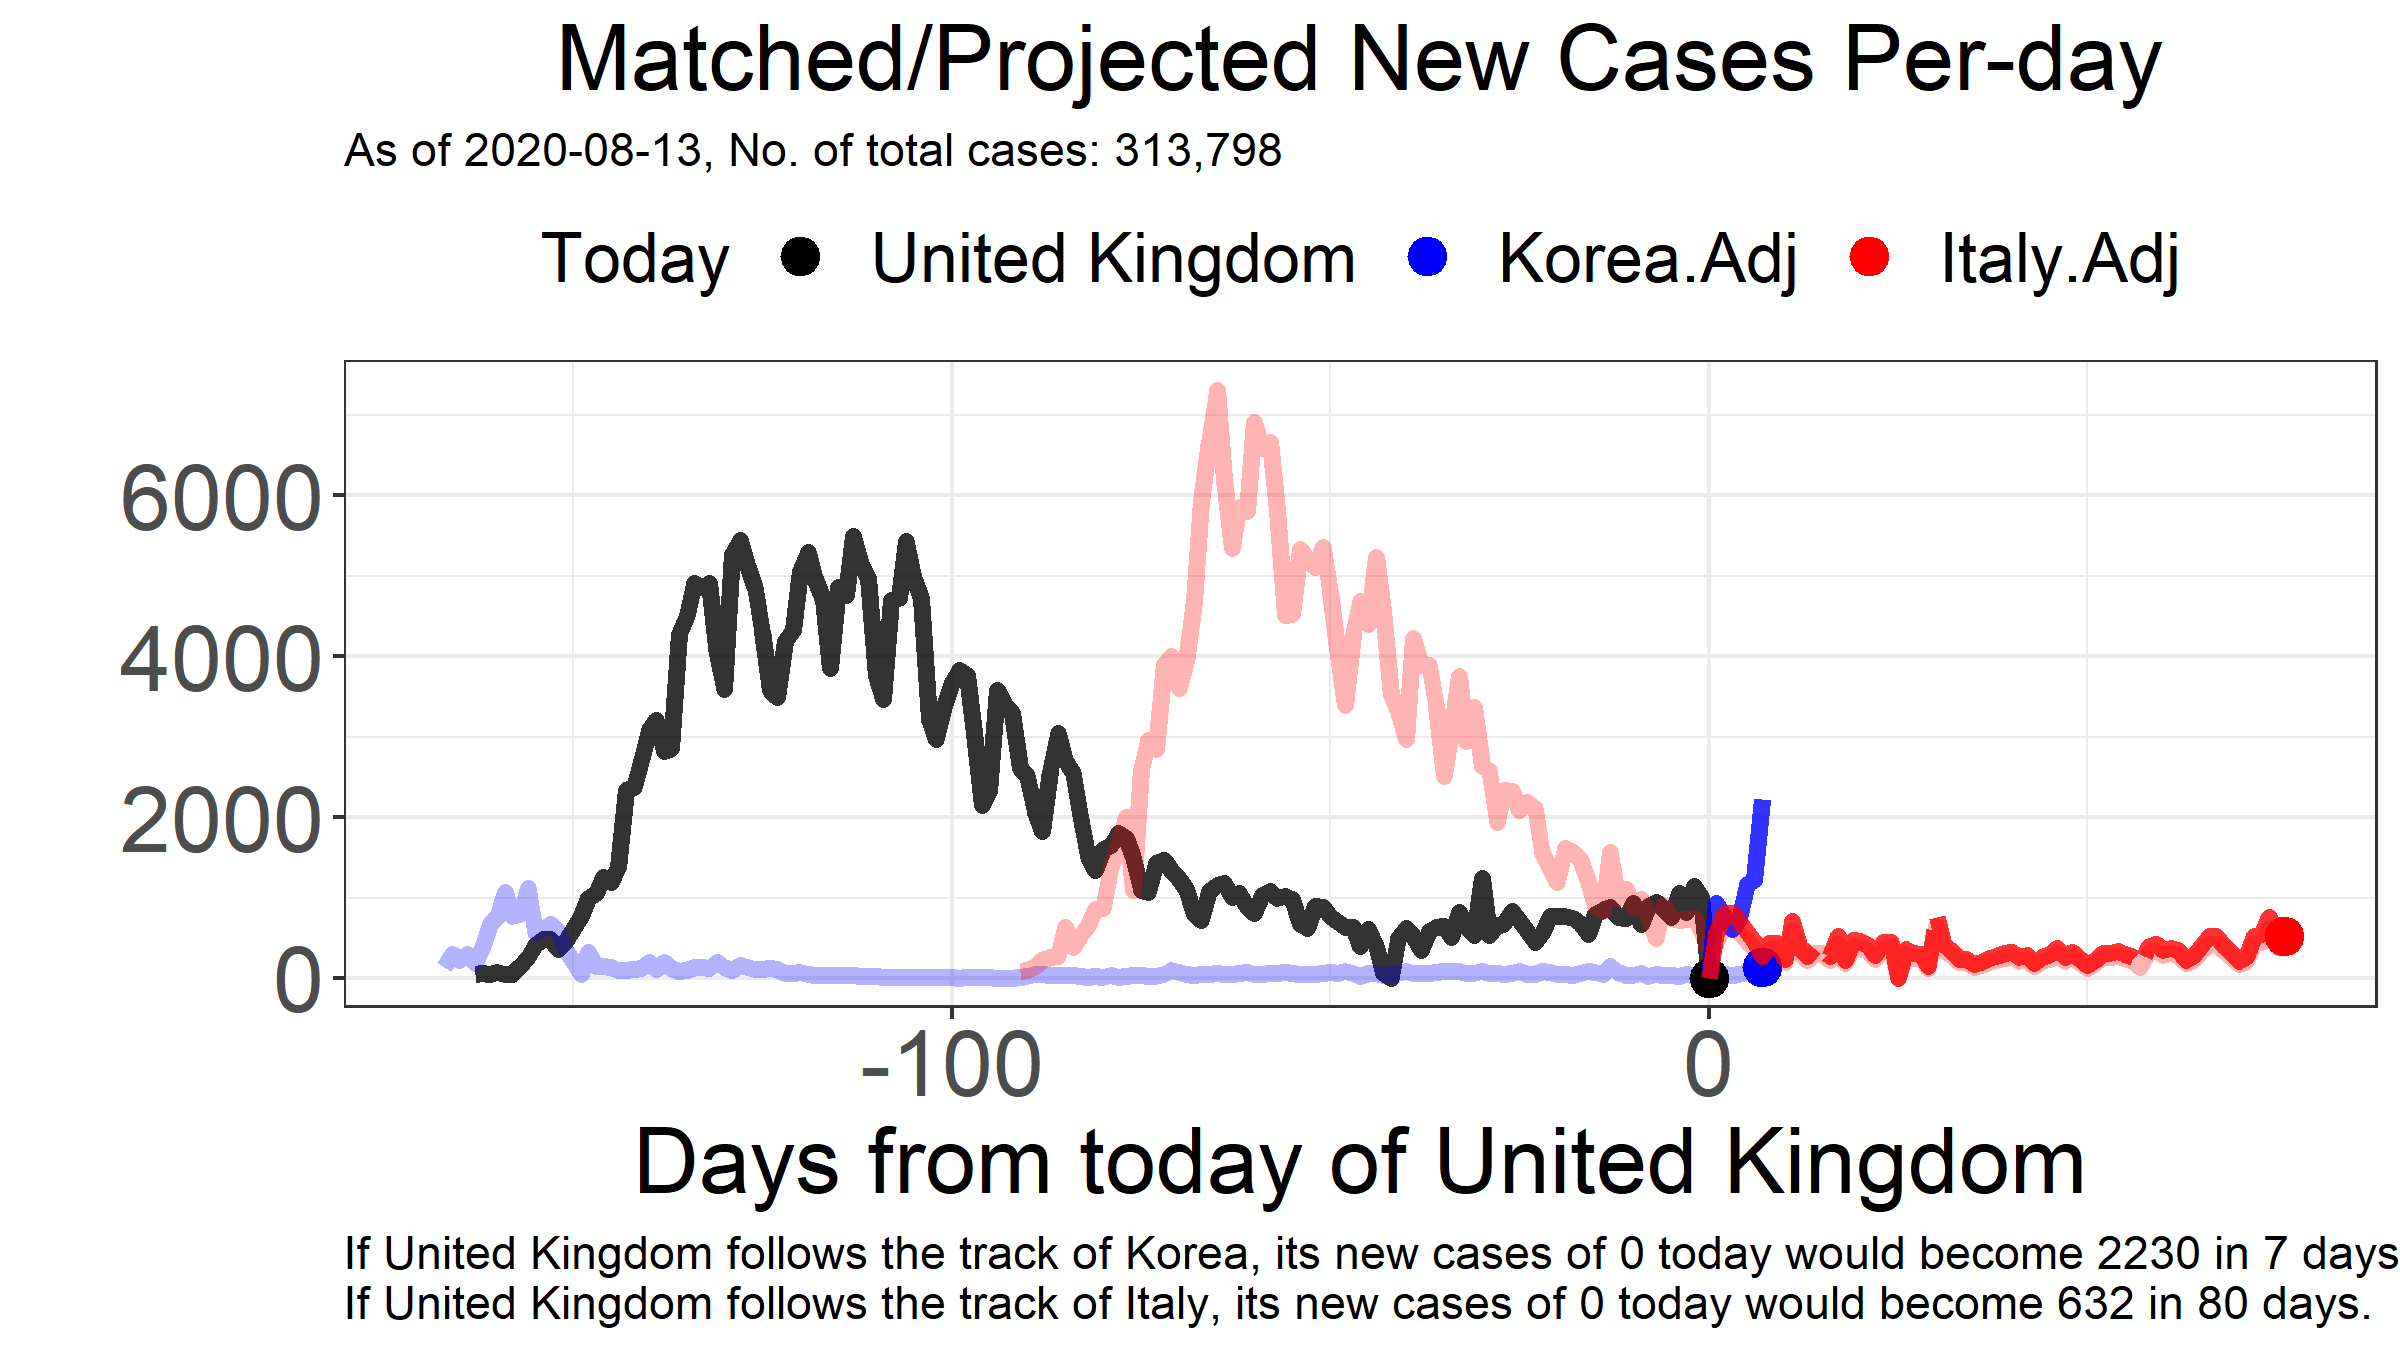 Matched/Projected New Cases Per-day
As of 2020-08-13, No. of total cases: 313,798
Today United Kingdom Korea.Adj Italy.Adj
6000
4000
2000
0
-100 0
Days from today of United Kingdom
If United Kingdom follows the track of Korea, its new cases of 0 today would become 2230 in 7 days
If United Kingdom follows the track of Italy, its new cases of 0 today would become 632 in 80 days.